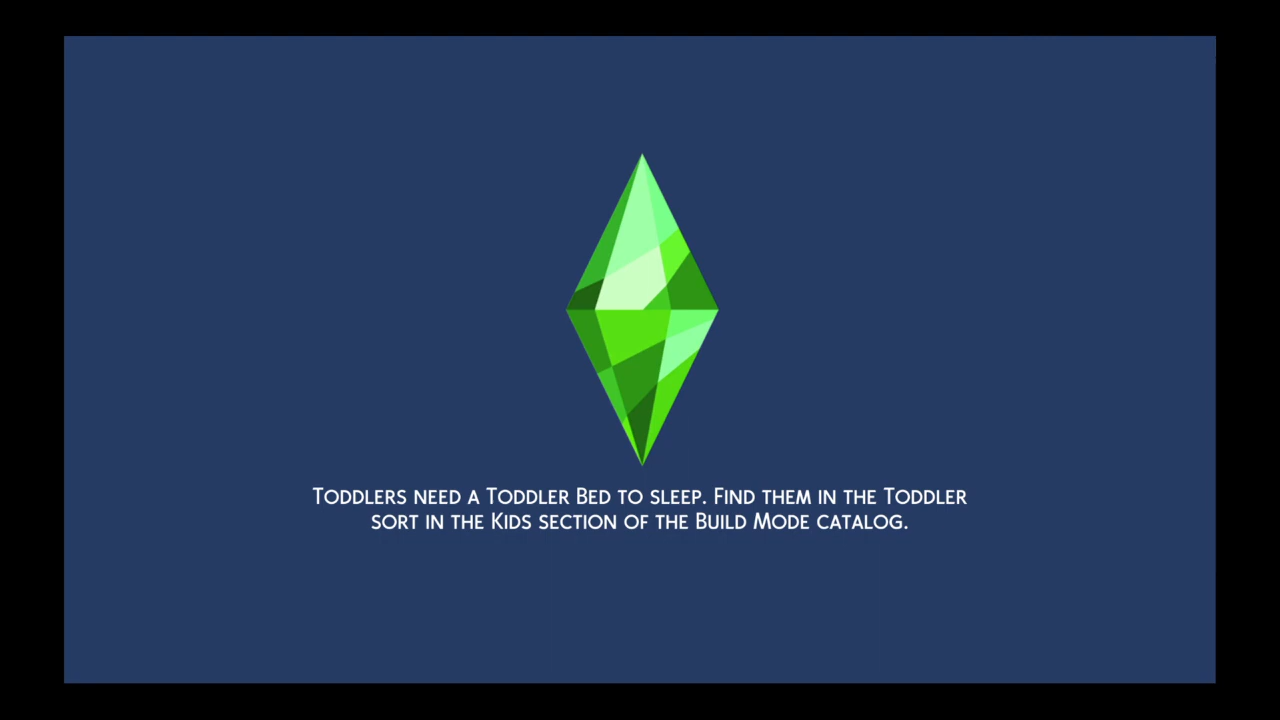 Toddlers need a Toddler Bed to sleep. Find them in the Toddler
sort in the Kids section of the Build Mode catalog.